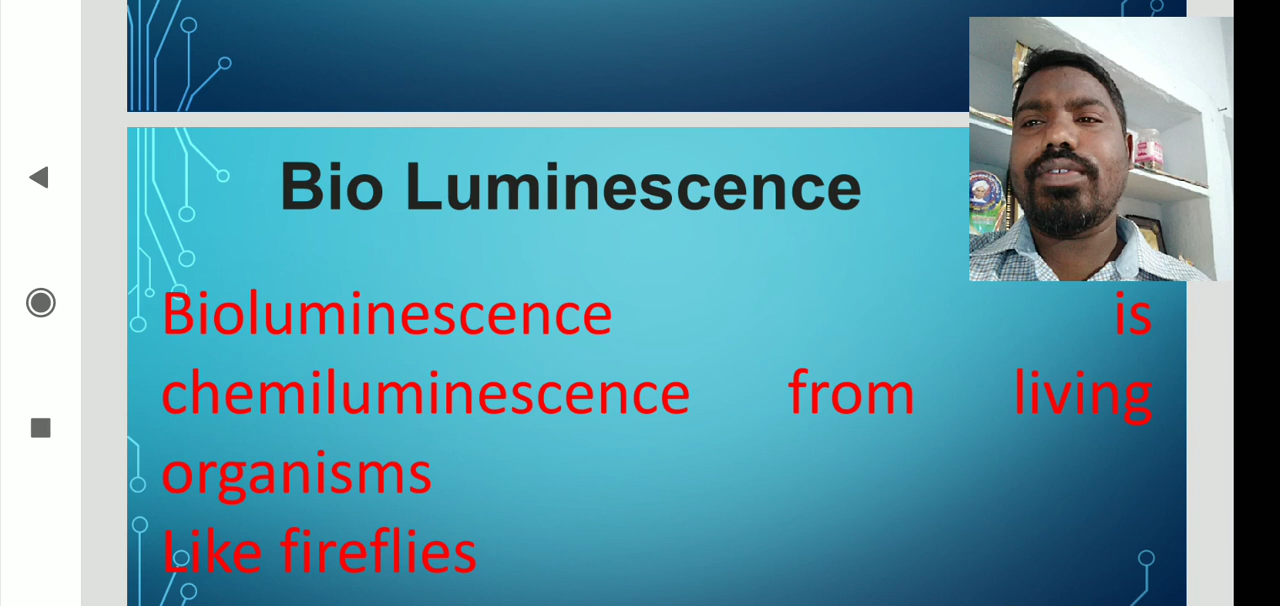 Bio Luminescence
Bioluminescence is
chemiluminescence from living
organisms
Like fireflies